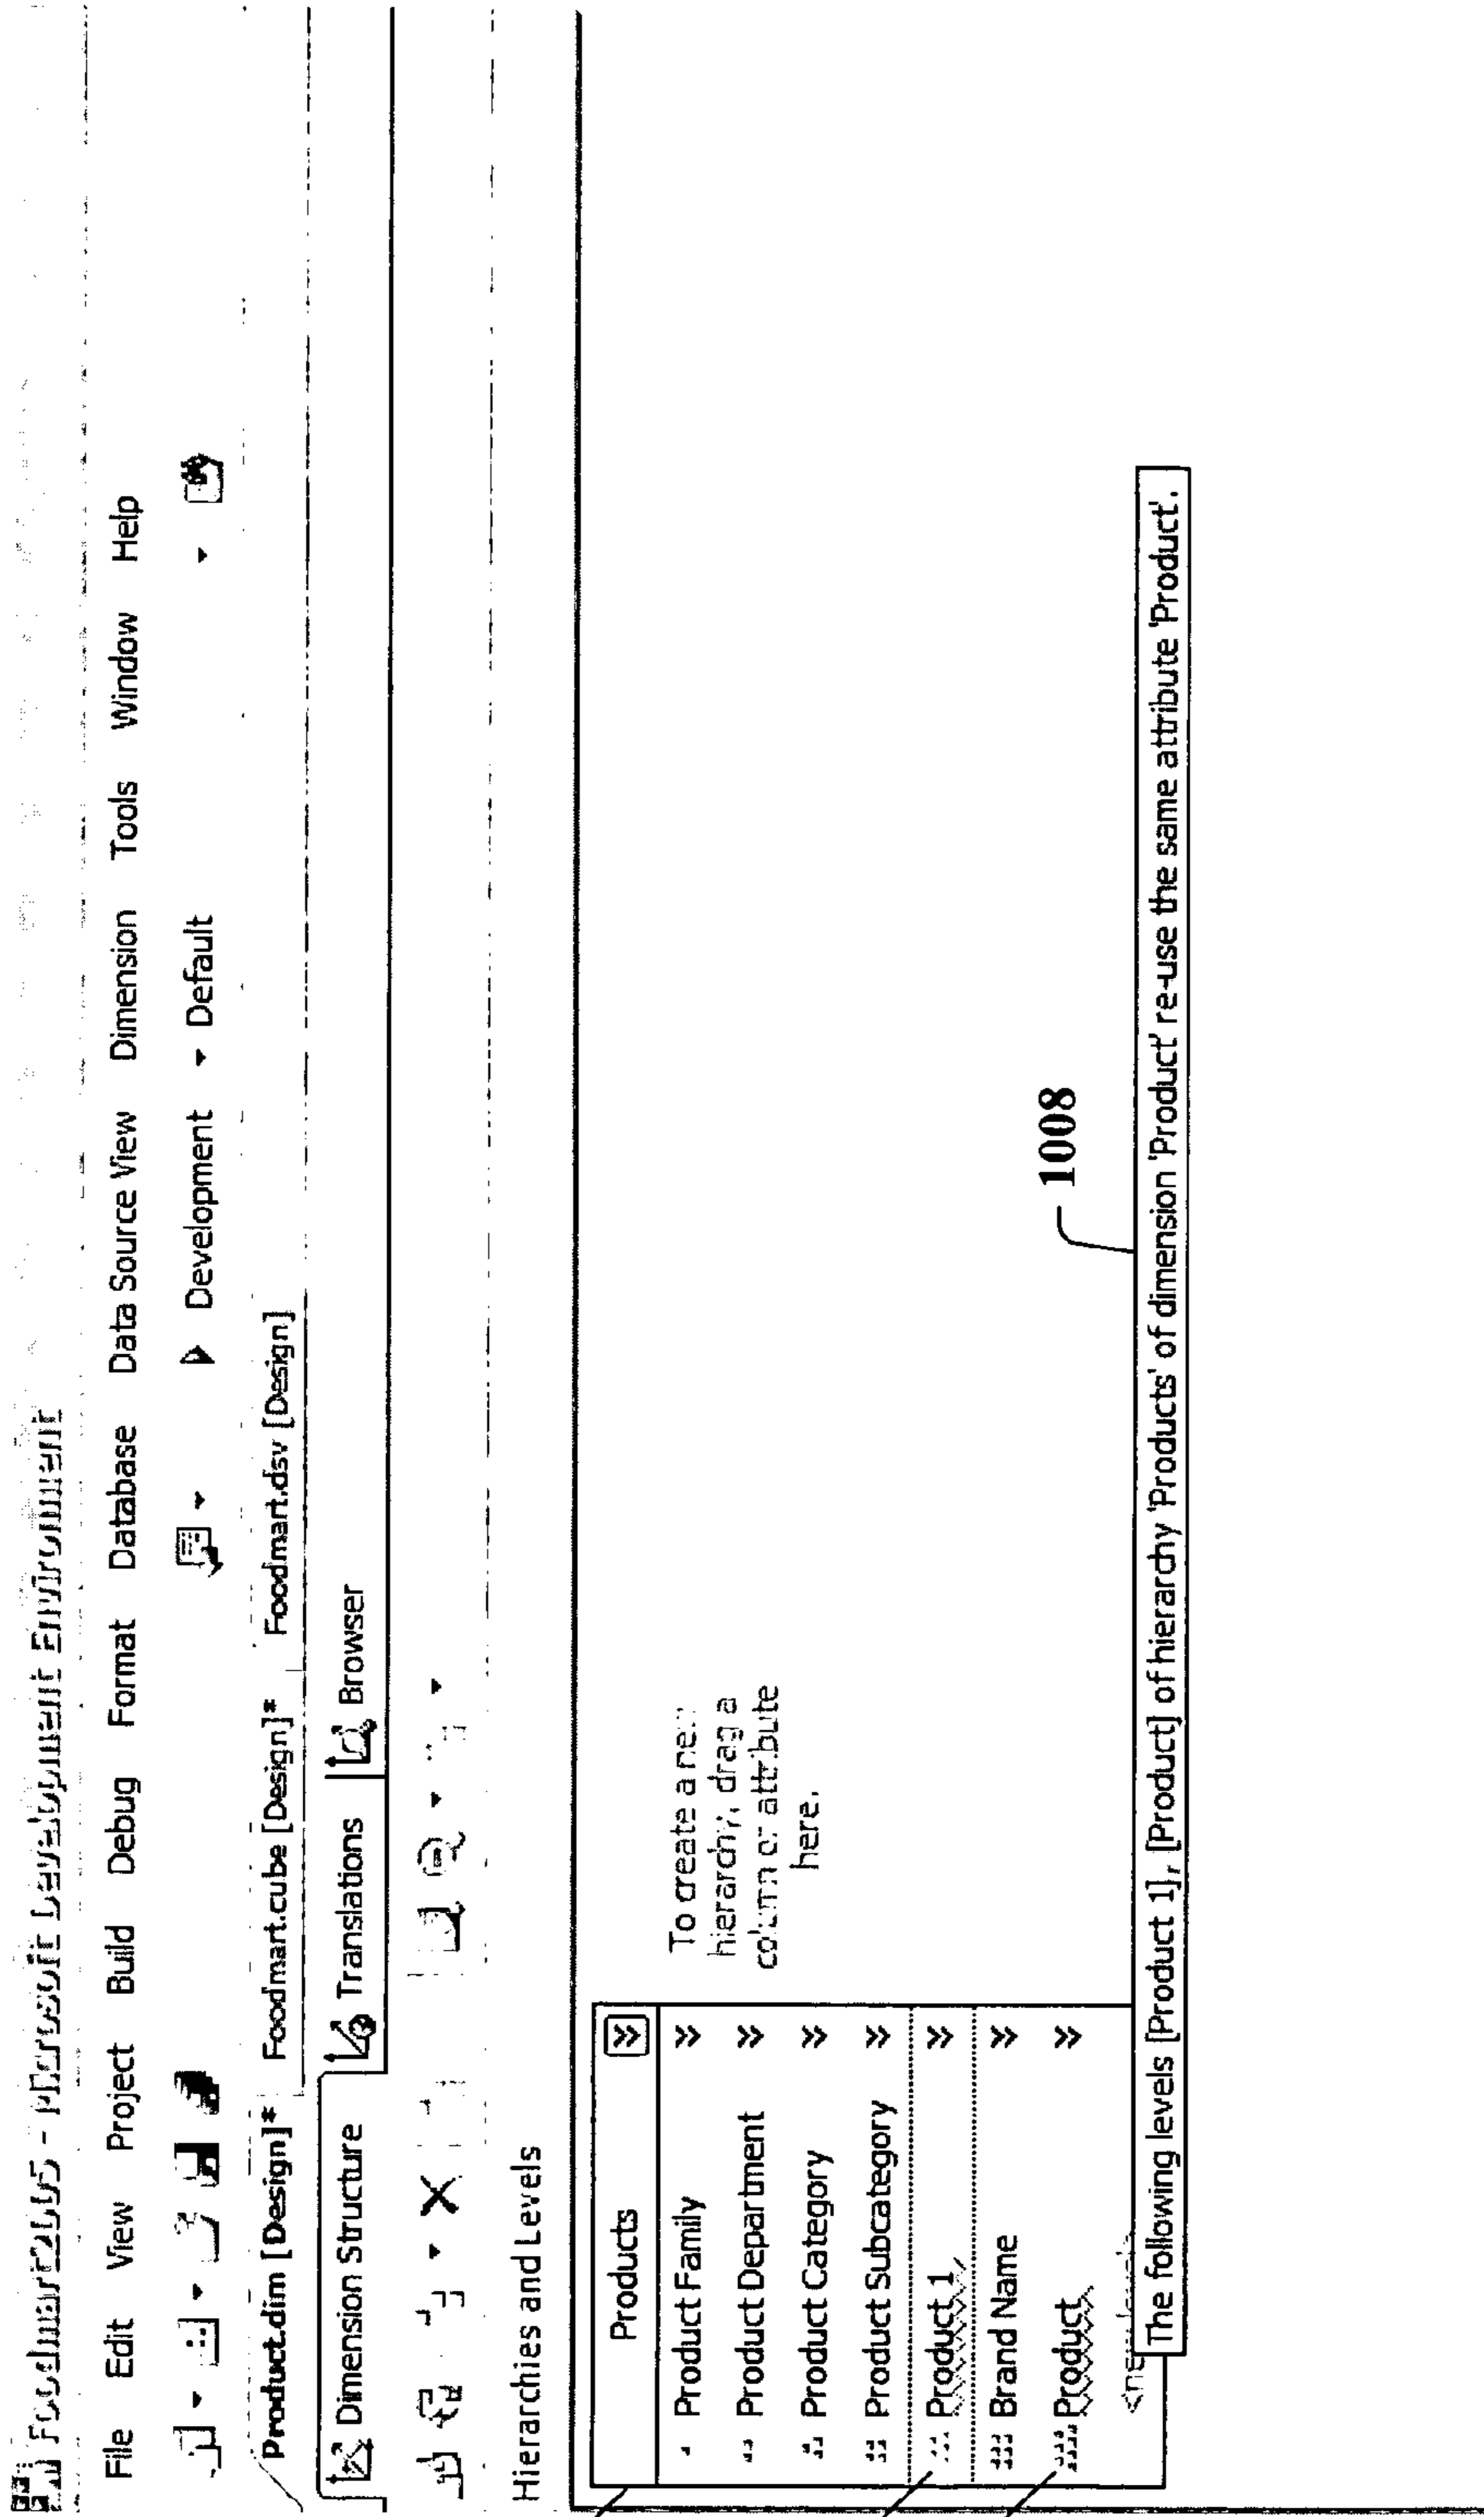 Foodmart2005 - Microsoft Development Environment
File Edit View Project Build Debug Format Database Data Source View Dimension Tools Window Help
Development Default
Product.dim [Design]* Foodmart.cube [Design]* Foodmart.dsv [Design]
Dimension Structure Translations Browser
Hierarchies and Levels
Products
Product Family
Product Department
Product Category
Product Subcategory
Product 1
Brand Name
Product
<new level>
To create a new
hierarchy, drag a
column or attribute
here.
1008
The following levels [Product 1], [Product] of hierarchy 'Products' of dimension 'Product' re-use the same attribute 'Product'.